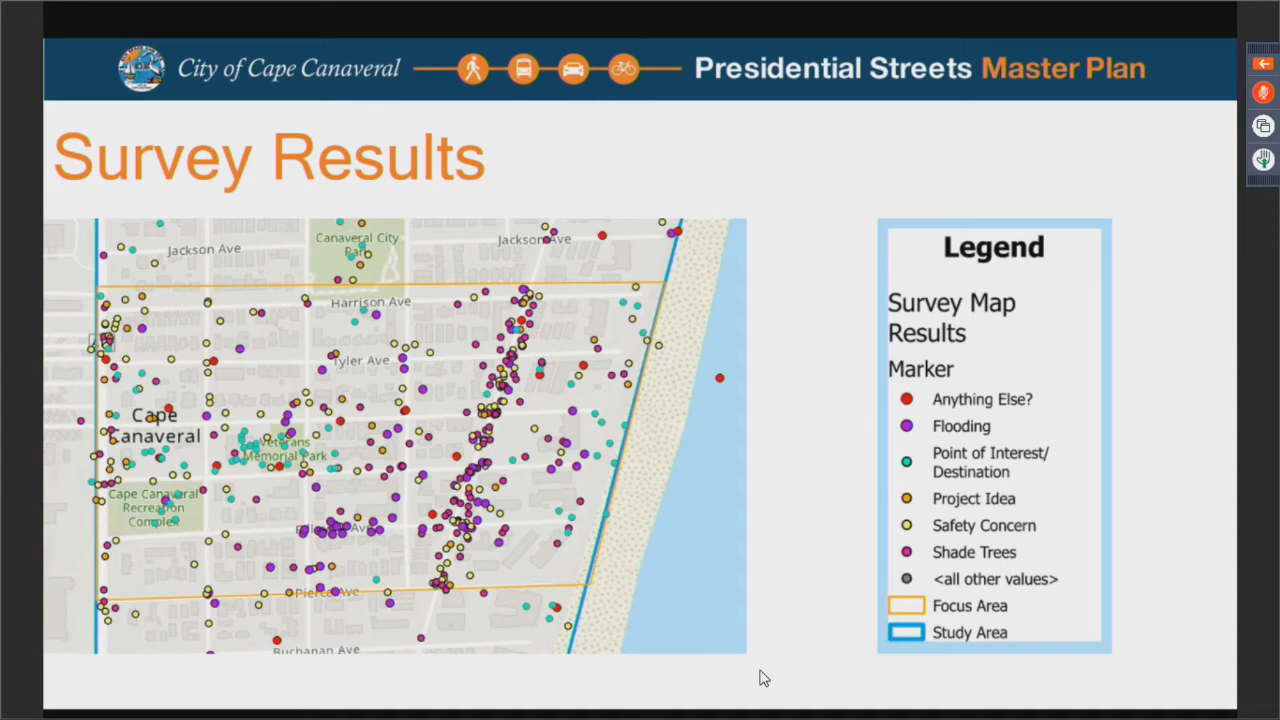 City of Cape Canaveral
Presidential Streets Master Plan
Survey Results
Jackson Ave
Canaveral City
Park
Jackson Ave
Harrison Ave
Tyler Ave
Cape
Canaveral
Veterans
Memorial Park
Cape Canaveral
Recreation
Complex
Pierce Ave
Buchanan Ave
Legend
Survey Map
Results
Marker
Anything Else?
Flooding
Point of Interest/
Destination
Project Idea
Safety Concern
Shade Trees
<all other values>
Focus Area
Study Area